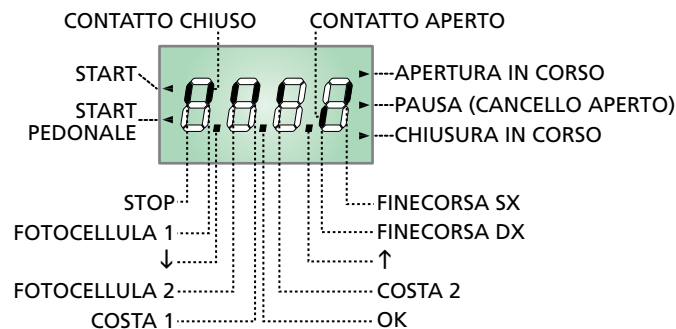 CONTATTO CHIUSO
CONTATTO APERTO
START
START
PEDONALE
APERTURA IN CORSO
PAUSA (CANCELLO APERTO)
CHIUSURA IN CORSO
STOP
FOTOCELLULA 1
↓
FOTOCELLULA 2
COSTA 1
FINECORSA SX
FINECORSA DX
↑
COSTA 2
OK